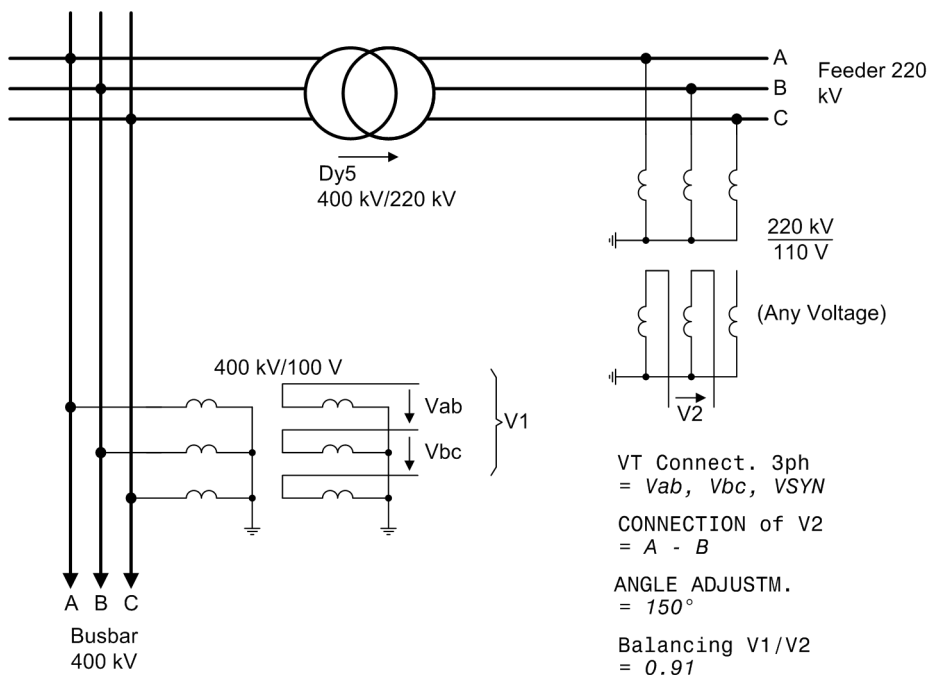 A
B
C
Feeder 220
kV
Dy5
400 kV/220 kV
220 kV
110 V
(Any Voltage)
V2
400 kV/100 V
Vab
Vbc
V1
VT Connect. 3ph
= Vab, Vbc, VSYN
CONNECTION of V2
= A - B
ANGLE ADJUSTM.
= 150°
Balancing V1/V2
= 0.91
A B C
Busbar
400 kV